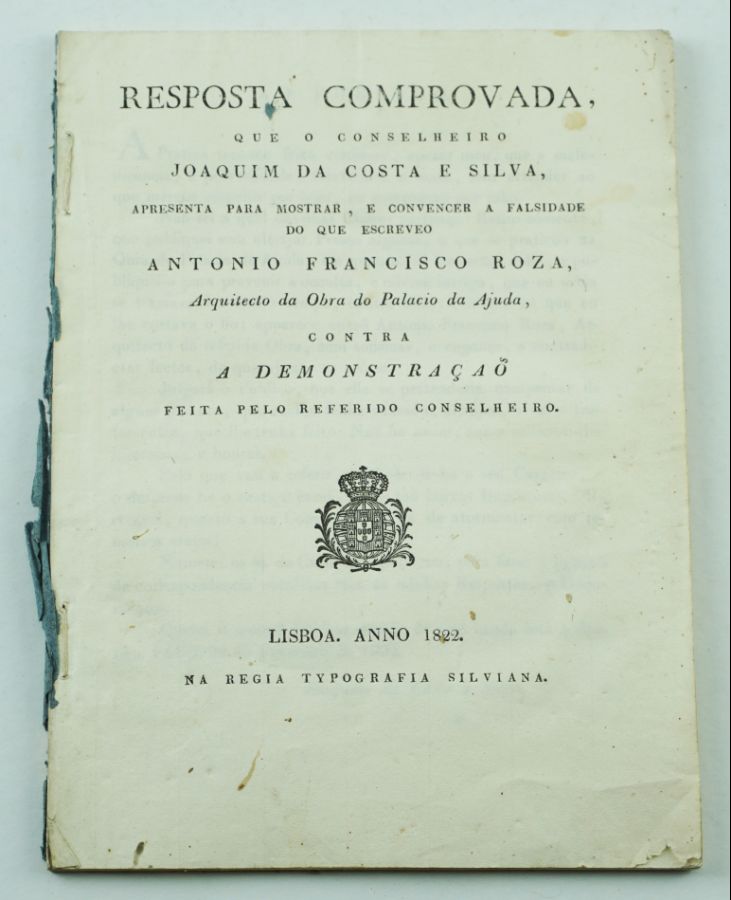 RESPOSTA COMPROVADA,
QUE O CONSELHEIRO
JOAQUIM DA COSTA E SILVA,
APRESENTA PARA MOSTRAR, E CONVENCER A FALSIDADE
DO QUE ESCREVEO
ANTONIO FRANCISCO ROZA,
Arquitecto da Obra do Palacio da Ajuda,
CONTRA
A DEMONSTRAÇAÕ
FEITA PELO REFERIDO CONSELHEIRO.
LISBOA. ANNO 1822.
NA REGIA TYPOGRAFIA SILVIANA.